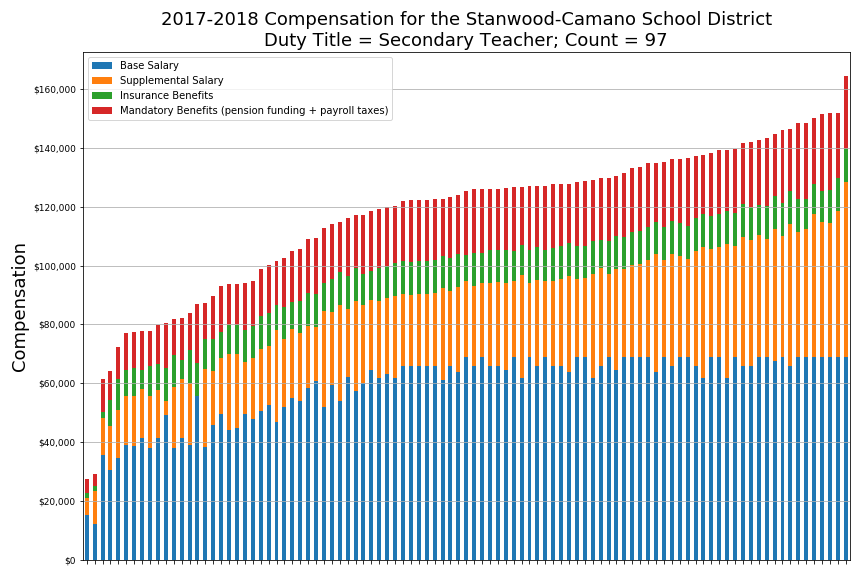 2017-2018 Compensation for the Stanwood-Camano School District
Duty Title = Secondary Teacher; Count = 97
Base Salary
Supplemental Salary
Insurance Benefits
Mandatory Benefits (pension funding + payroll taxes)
Compensation
$160,000
$140,000
$120,000
$100,000
$80,000
$60,000
$40,000
$20,000
$0